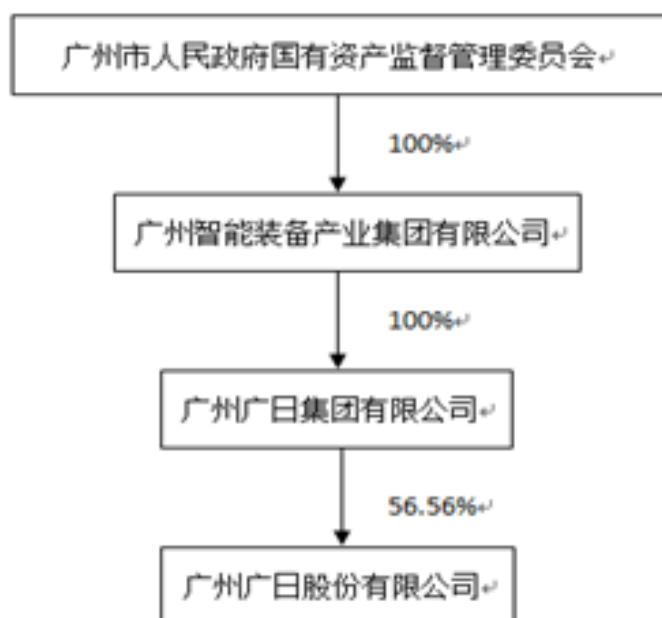 广州市人民政府国有资产监督管理委员会
100%
广州智能装备产业集团有限公司
100%
广州广日集团有限公司
56.56%
广州广日股份有限公司